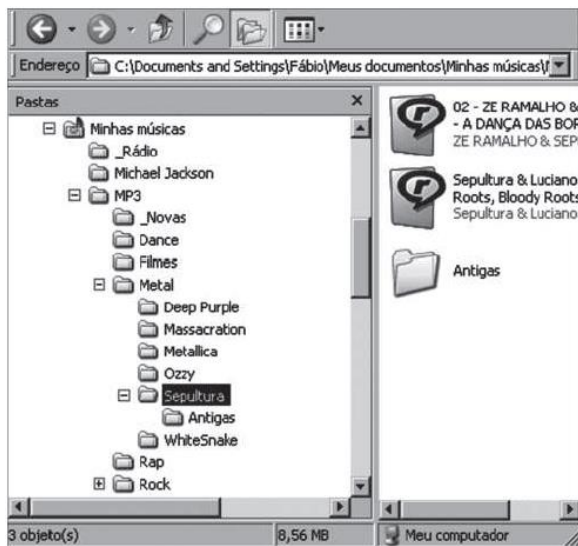 Endereço C:\Documents and Settings\Fábio\Meus documentos\Minhas músicas\
Pastas
Minhas músicas
_Rádio
Michael Jackson
MP3
_Novas
Dance
Filmes
Metal
Deep Purple
Massacration
Metallica
Ozzy
Sepultura
Antigas
WhiteSnake
Rap
Rock
02 - ZE RAMALHO &
- A DANÇA DAS BOR
ZE RAMALHO & SEP
Sepultura & Luciano
Roots, Bloody Roots
Sepultura & Luciano
Antigas
3 objeto(s) 8,56 MB Meu computador